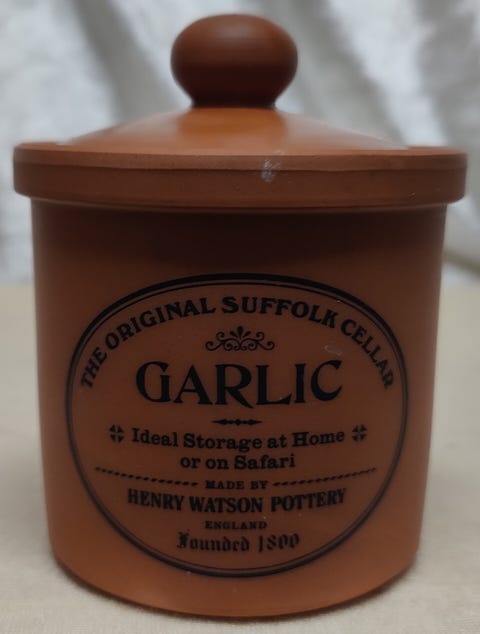 THE ORIGINAL SUFFOLK CELLAR
GARLIC
Ideal Storage at Home
or on Safari
MADE BY
HENRY WATSON POTTERY
ENGLAND
Founded 1800